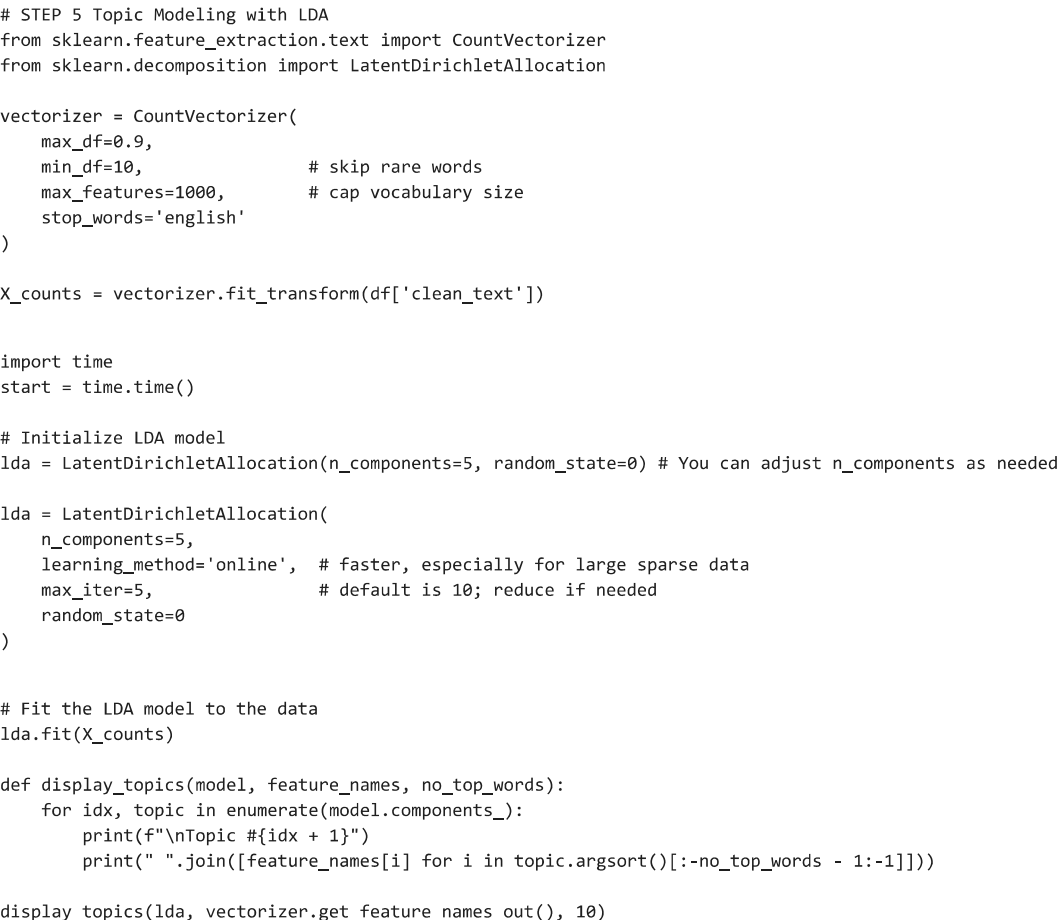 # STEP 5 Topic Modeling with LDA
from sklearn.feature_extraction.text import CountVectorizer
from sklearn.decomposition import LatentDirichletAllocation

vectorizer = CountVectorizer(
    max_df=0.9,
    min_df=10,                # skip rare words
    max_features=1000,        # cap vocabulary size
    stop_words='english'
)

X_counts = vectorizer.fit_transform(df['clean_text'])

import time
start = time.time()

# Initialize LDA model
lda = LatentDirichletAllocation(n_components=5, random_state=0) # You can adjust n_components as needed

lda = LatentDirichletAllocation(
    n_components=5,
    learning_method='online',  # faster, especially for large sparse data
    max_iter=5,                # default is 10; reduce if needed
    random_state=0
)

# Fit the LDA model to the data
lda.fit(X_counts)

def display_topics(model, feature_names, no_top_words):
    for idx, topic in enumerate(model.components_):
        print(f"\nTopic #{idx + 1}")
        print(" ".join([feature_names[i] for i in topic.argsort()[:-no_top_words - 1:-1]]))

display_topics(lda, vectorizer.get_feature_names_out(), 10)